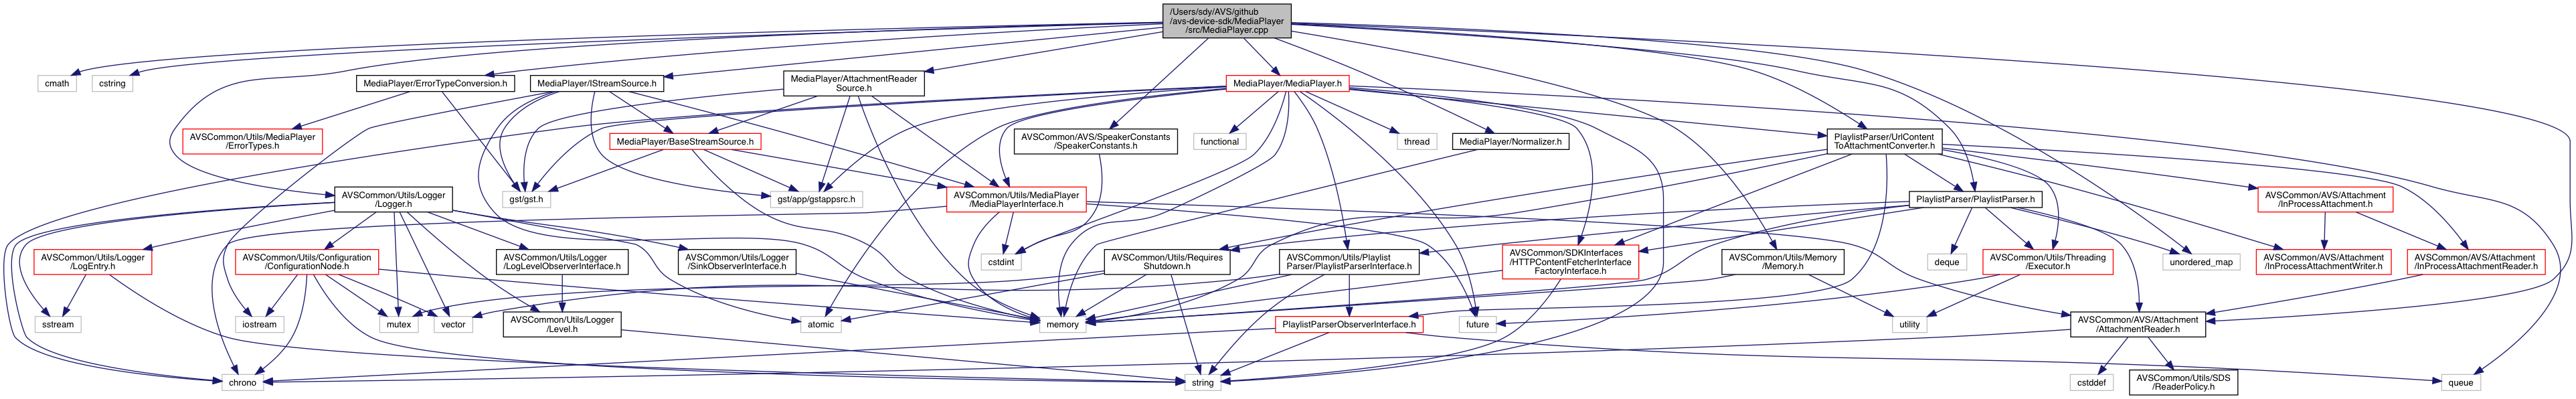 /Users/sdy/AVS/github
/avs-device-sdk/MediaPlayer
/src/MediaPlayer.cpp
cmath
cstring
MediaPlayer/ErrorTypeConversion.h
MediaPlayer/IStreamSource.h
MediaPlayer/AttachmentReader
Source.h
MediaPlayer/MediaPlayer.h
AVSCommon/Utils/MediaPlayer
/ErrorTypes.h
MediaPlayer/BaseStreamSource.h
AVSCommon/AVS/SpeakerConstants
/SpeakerConstants.h
functional
thread
MediaPlayer/Normalizer.h
PlaylistParser/UrlContent
ToAttachmentConverter.h
AVSCommon/Utils/Logger
/Logger.h
gst/gst.h
gst/app/gstappsrc.h
AVSCommon/Utils/MediaPlayer
/MediaPlayerInterface.h
PlaylistParser/PlaylistParser.h
AVSCommon/AVS/Attachment
/InProcessAttachment.h
AVSCommon/Utils/Logger
/LogEntry.h
AVSCommon/Utils/Configuration
/ConfigurationNode.h
AVSCommon/Utils/Logger
/LogLevelObserverInterface.h
AVSCommon/Utils/Logger
/SinkObserverInterface.h
cstdint
AVSCommon/Utils/Requires
Shutdown.h
AVSCommon/Utils/Playlist
Parser/PlaylistParserInterface.h
AVSCommon/SDKInterfaces
/HTTPContentFetcherInterface
FactoryInterface.h
AVSCommon/Utils/Memory
/Memory.h
deque
AVSCommon/Utils/Threading
/Executor.h
unordered_map
AVSCommon/AVS/Attachment
/InProcessAttachmentWriter.h
AVSCommon/AVS/Attachment
/InProcessAttachmentReader.h
sstream
iostream
mutex
vector
AVSCommon/Utils/Logger
/Level.h
atomic
memory
PlaylistParserObserverInterface.h
future
utility
AVSCommon/AVS/Attachment
/AttachmentReader.h
chrono
string
cstddef
AVSCommon/Utils/SDS
/ReaderPolicy.h
queue